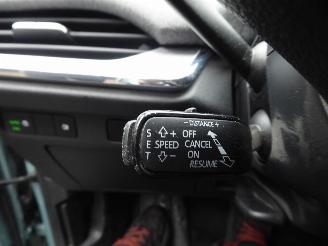 - DISTANCE +
S + OFF
E SPEED CANCEL
T - ON
RESUME